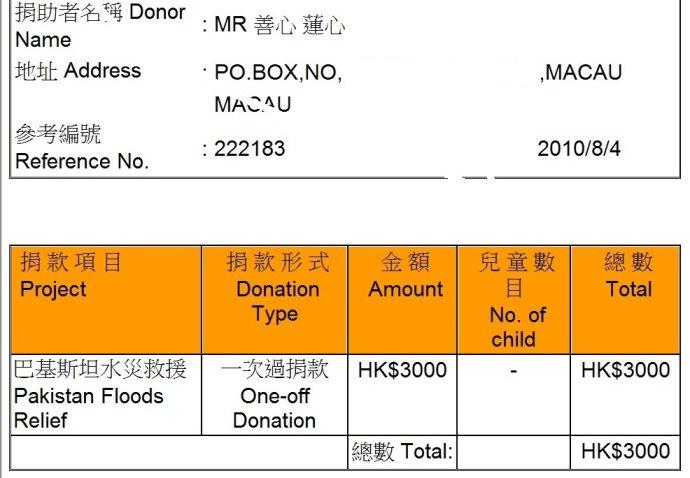 捐助者名稱 Donor
Name
: MR 善心 蓮心
地址 Address
: PO.BOX,NO, ,MACAU
MACAU
參考編號
Reference No.
: 222183 2010/8/4
捐款項目
Project
捐款形式
Donation
Type
金額
Amount
兒童數
目
No. of
child
總數
Total
巴基斯坦水災救援
Pakistan Floods
Relief
一次過捐款
One-off
Donation
HK$3000
-
HK$3000
總數 Total:
HK$3000